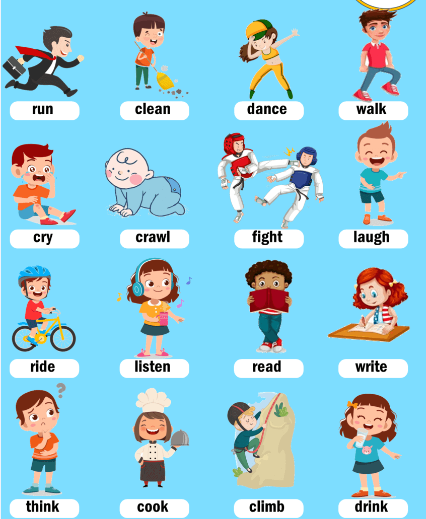 run
clean
dance
walk
cry
crawl
fight
laugh
ride
listen
read
write
?
think
cook
climb
drink